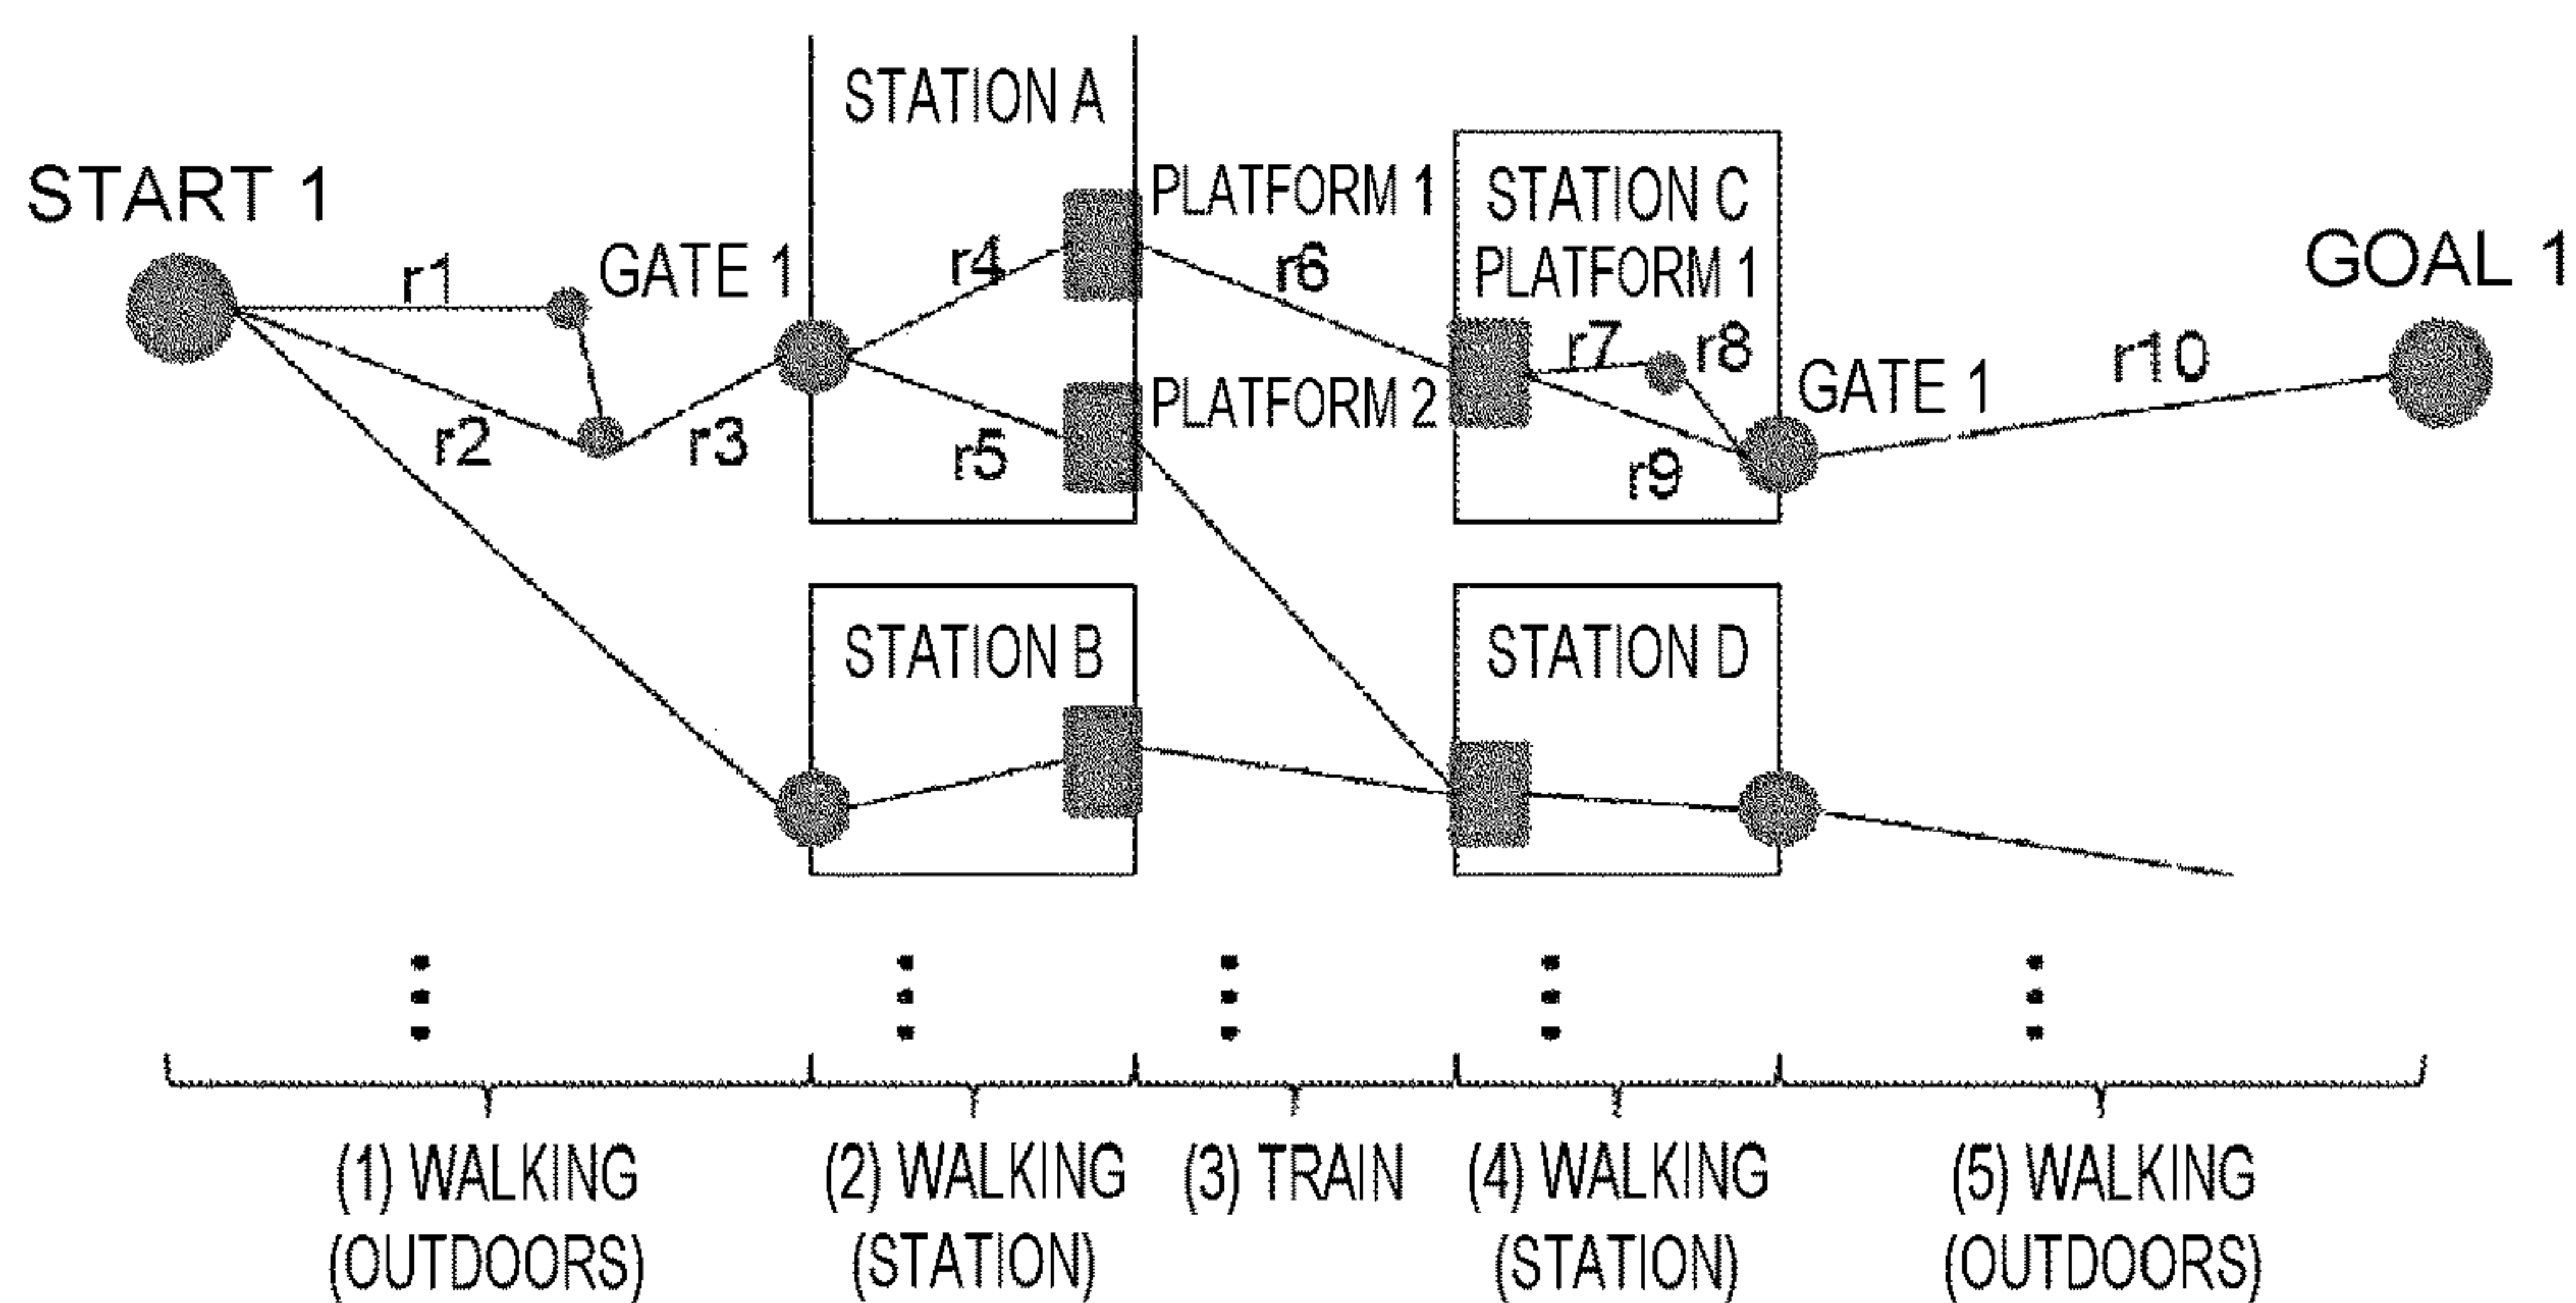 STATION A
START 1
PLATFORM 1
STATION C
GATE 1
r1
r4
r6
PLATFORM 1
GOAL 1
r7
r8
r10
PLATFORM 2
GATE 1
r2
r3
r5
r9
STATION B
STATION D
(1) WALKING
(OUTDOORS)
(2) WALKING
(STATION)
(3) TRAIN
(4) WALKING
(STATION)
(5) WALKING
(OUTDOORS)